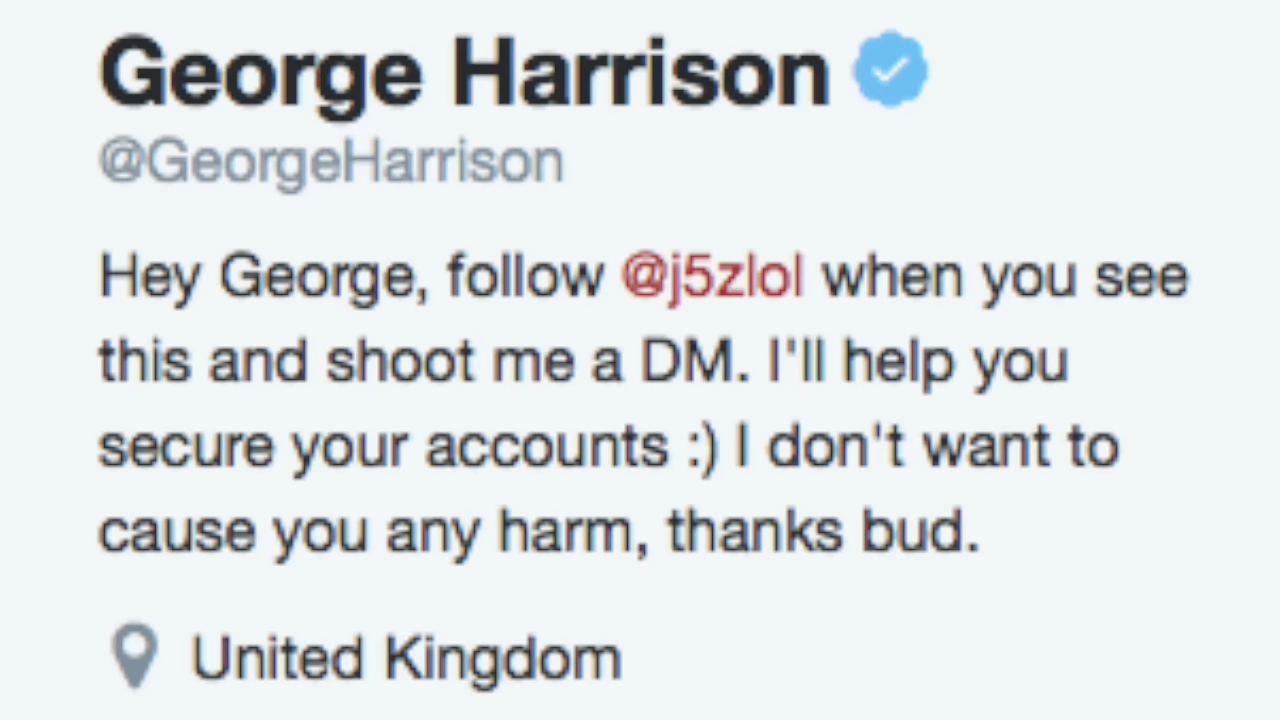 George Harrison
@GeorgeHarrison
Hey George, follow @j5zlol when you see
this and shoot me a DM. I'll help you
secure your accounts :) I don't want to
cause you any harm, thanks bud.
United Kingdom